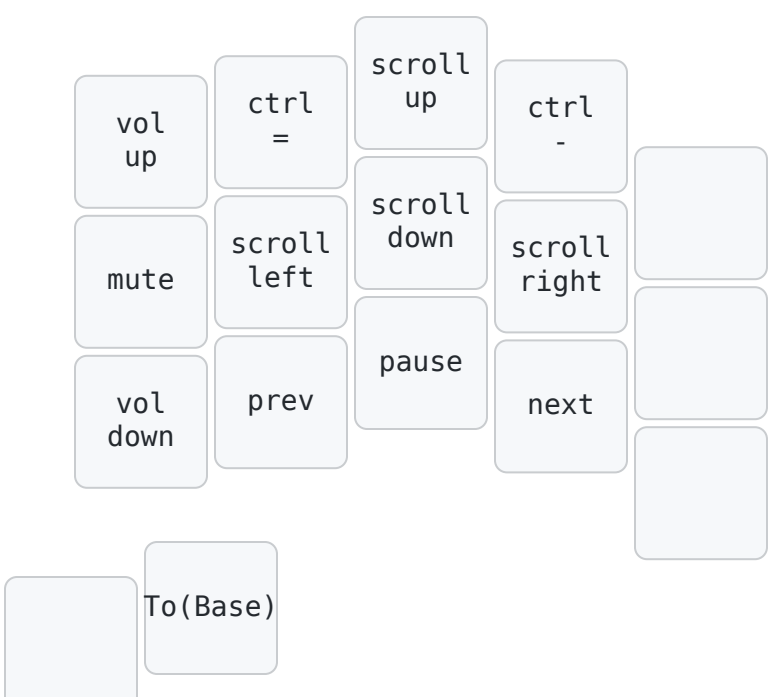 vol
up
ctrl
=
scroll
up
ctrl
-
mute
scroll
left
scroll
down
scroll
right
vol
down
prev
pause
next
To(Base)